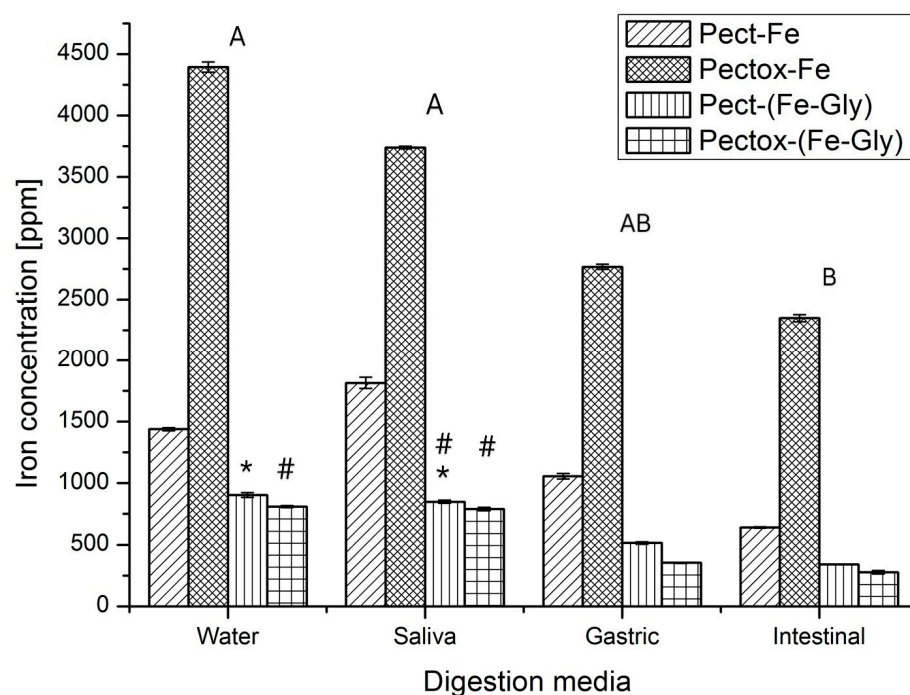 Pect-Fe
Pectox-Fe
Pect-(Fe-Gly)
Pectox-(Fe-Gly)
A
A
AB
B
# #
* # *
Iron concentration [ppm]
4500
4000
3500
3000
2500
2000
1500
1000
500
0
Water Saliva Gastric Intestinal
Digestion media